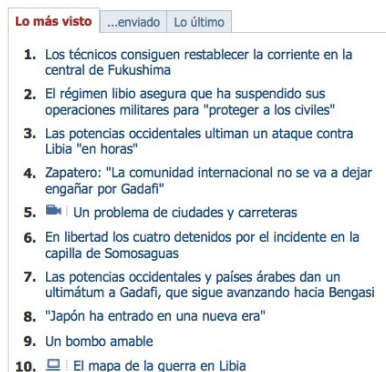 Lo más visto ...enviado Lo último
1. Los técnicos consiguen restablecer la corriente en la
central de Fukushima
2. El régimen libio asegura que ha suspendido sus
operaciones militares para "proteger a los civiles"
3. Las potencias occidentales ultiman un ataque contra
Libia "en horas"
4. Zapatero: "La comunidad internacional no se va a dejar
engañar por Gadafi"
5. Un problema de ciudades y carreteras
6. En libertad los cuatro detenidos por el incidente en la
capilla de Somosaguas
7. Las potencias occidentales y países árabes dan un
ultimátum a Gadafi, que sigue avanzando hacia Bengasi
8. "Japón ha entrado en una nueva era"
9. Un bombo amable
10. El mapa de la guerra en Libia